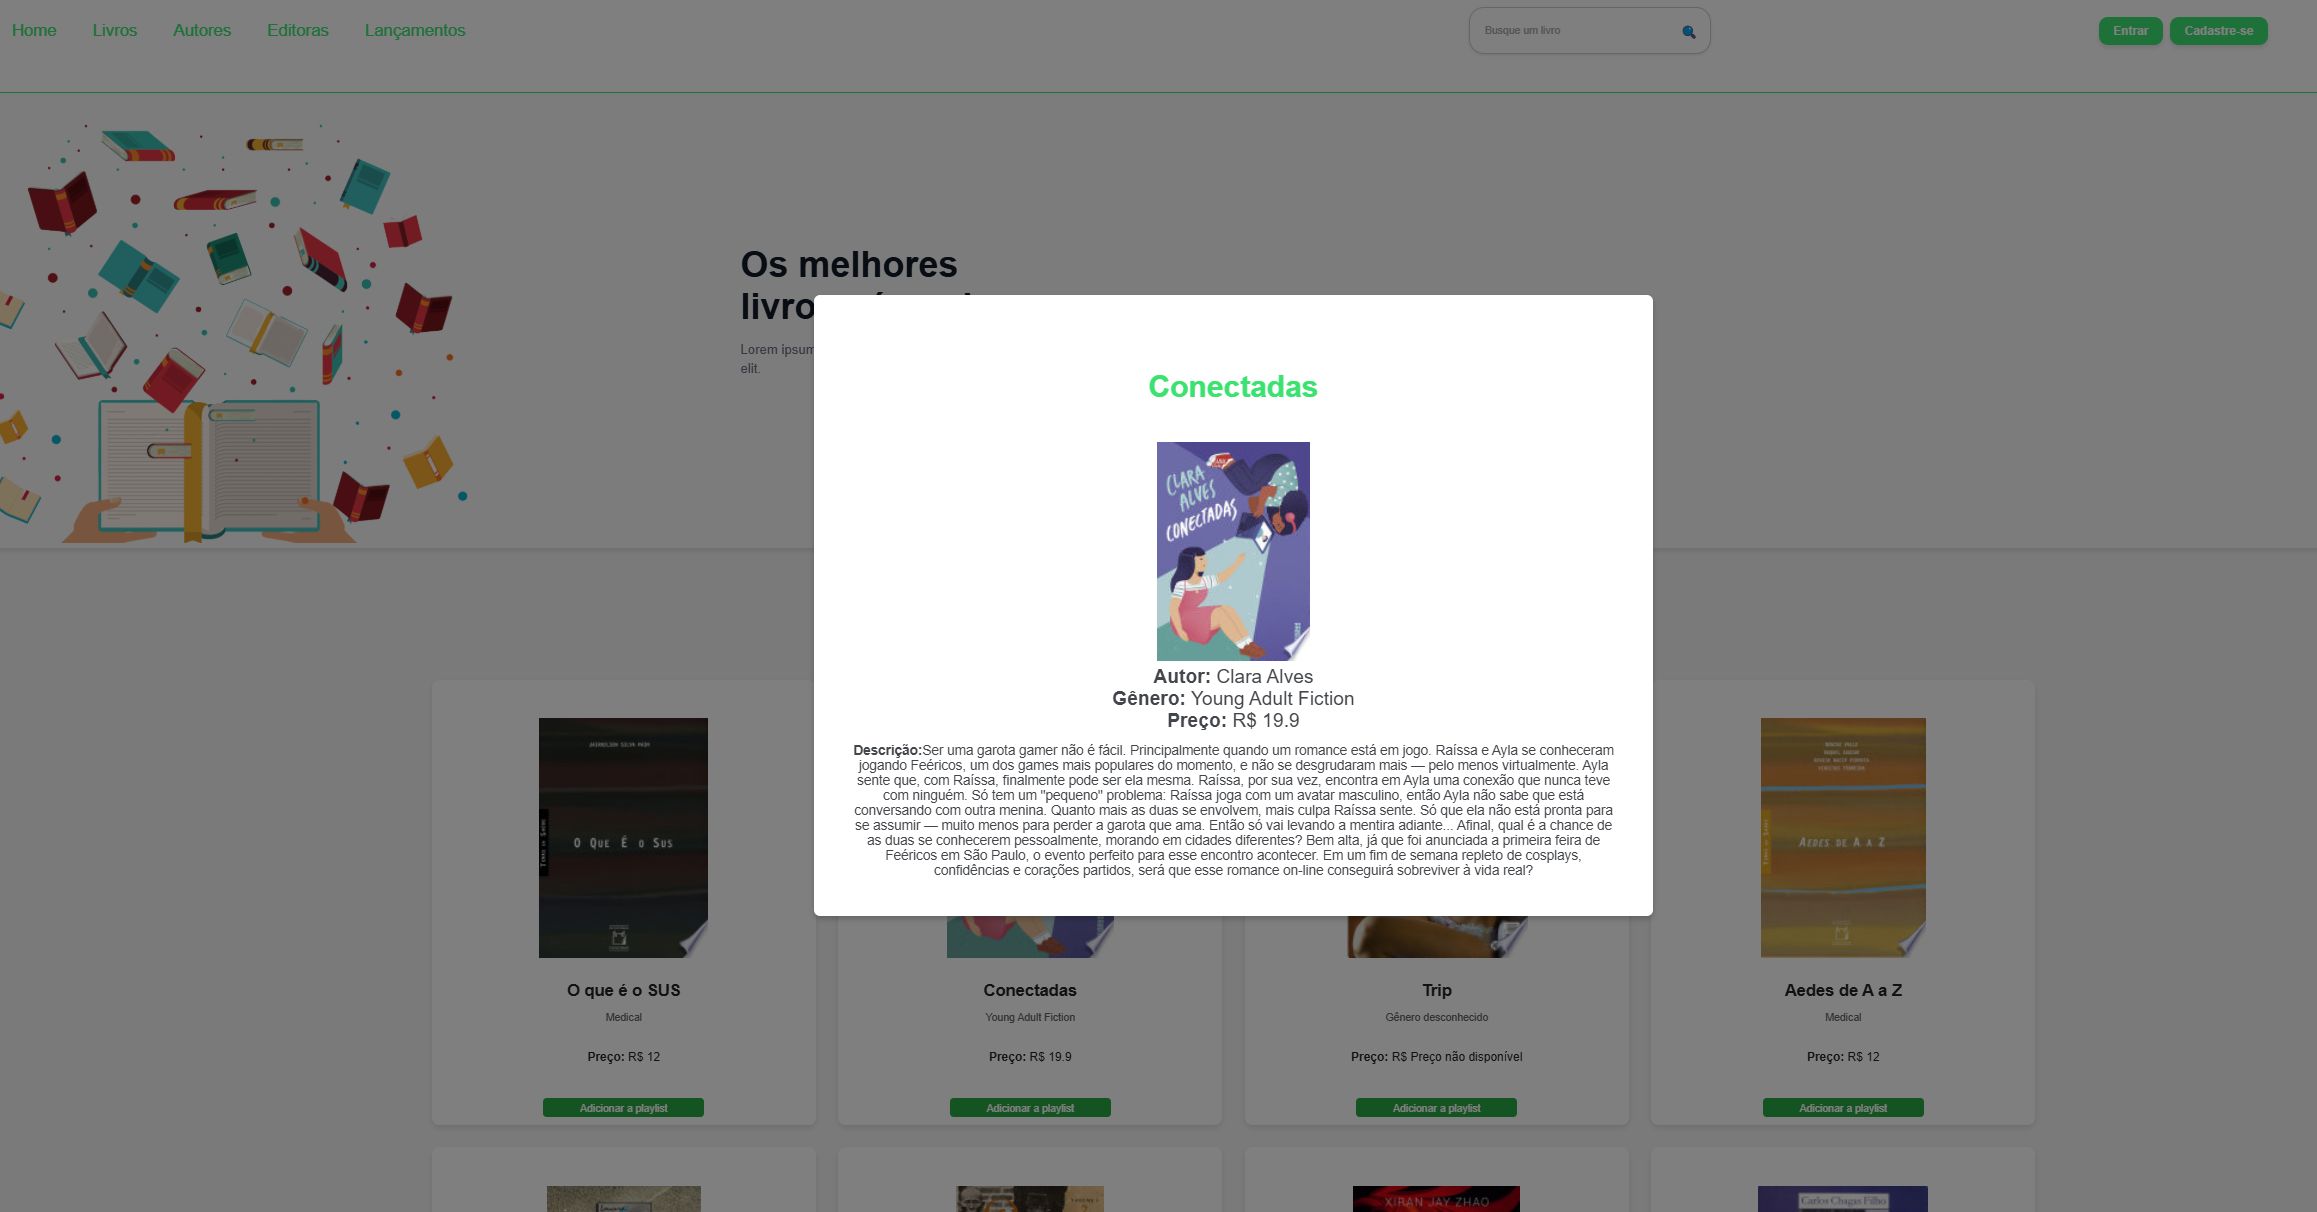 Home Livros Autores Editoras Lançamentos
Busque um livro
Entrar Cadastre-se
Os melhores
Lorem ipsum
elit.
Conectadas
CLARA
ALVES
CONECTADAS
Autor: Clara Alves
Gênero: Young Adult Fiction
Preço: R$ 19.9
Descrição:Ser uma garota gamer não é fácil. Principalmente quando um romance está em jogo. Raíssa e Ayla se conheceram
jogando Feéricos, um dos games mais populares do momento, e não se desgrudaram mais — pelo menos virtualmente. Ayla
sente que, com Raíssa, finalmente pode ser ela mesma. Raíssa, por sua vez, encontra em Ayla uma conexão que nunca teve
com ninguém. Só tem um "pequeno" problema: Raíssa joga com um avatar masculino, então Ayla não sabe que está
conversando com outra menina. Quanto mais as duas se envolvem, mais culpa Raíssa sente. Só que ela não está pronta para
se assumir — muito menos para perder a garota que ama. Então só vai levando a mentira adiante... Afinal, qual é a chance de
as duas se conhecerem pessoalmente, morando em cidades diferentes? Bem alta, já que foi anunciada a primeira feira de
Feéricos em São Paulo, o evento perfeito para esse encontro acontecer. Em um fim de semana repleto de cosplays,
confidências e corações partidos, será que esse romance on-line conseguirá sobreviver à vida real?
JAIRNILSON SILVA PAIM
O QUE É O SUS
AEDES DE A A Z
O que é o SUS
Medical
Preço: R$ 12
Adicionar a playlist
Conectadas
Young Adult Fiction
Preço: R$ 19.9
Adicionar a playlist
Trip
Gênero desconhecido
Preço: R$ Preço não disponível
Adicionar a playlist
Aedes de A a Z
Medical
Preço: R$ 12
Adicionar a playlist
XIRAN JAY ZHAO
Carlos Chagas Filho